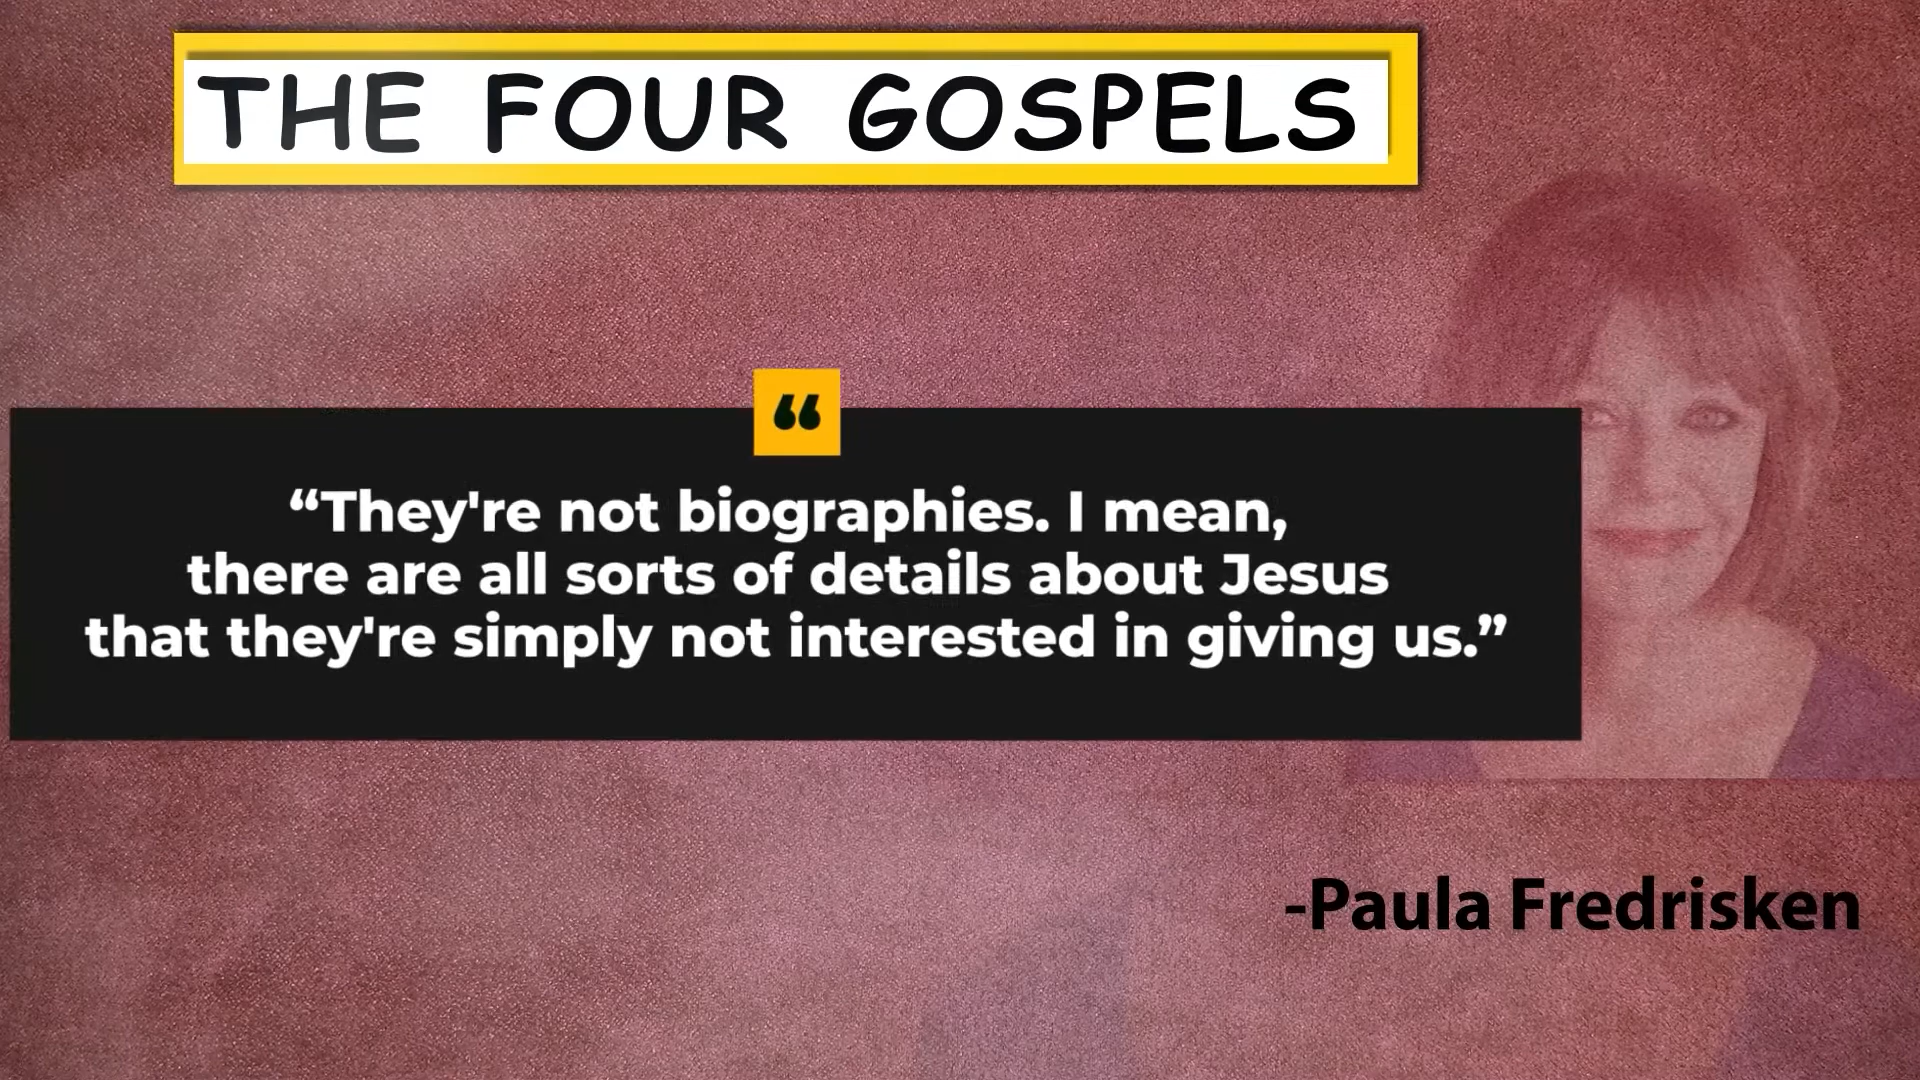 THE FOUR GOSPELS
“
“They're not biographies. I mean,
there are all sorts of details about Jesus
that they're simply not interested in giving us.”
-Paula Fredrisken